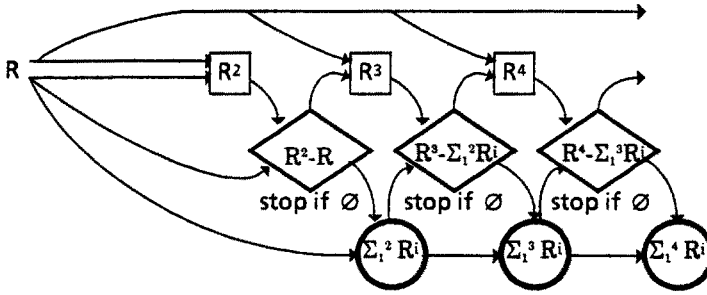 R R² R³ R⁴
R²-R R³-Σ₁²Rⁱ R⁴-Σ₁³Rⁱ
stop if ∅ stop if ∅ stop if ∅
Σ₁² Rⁱ Σ₁³ Rⁱ Σ₁⁴ Rⁱ